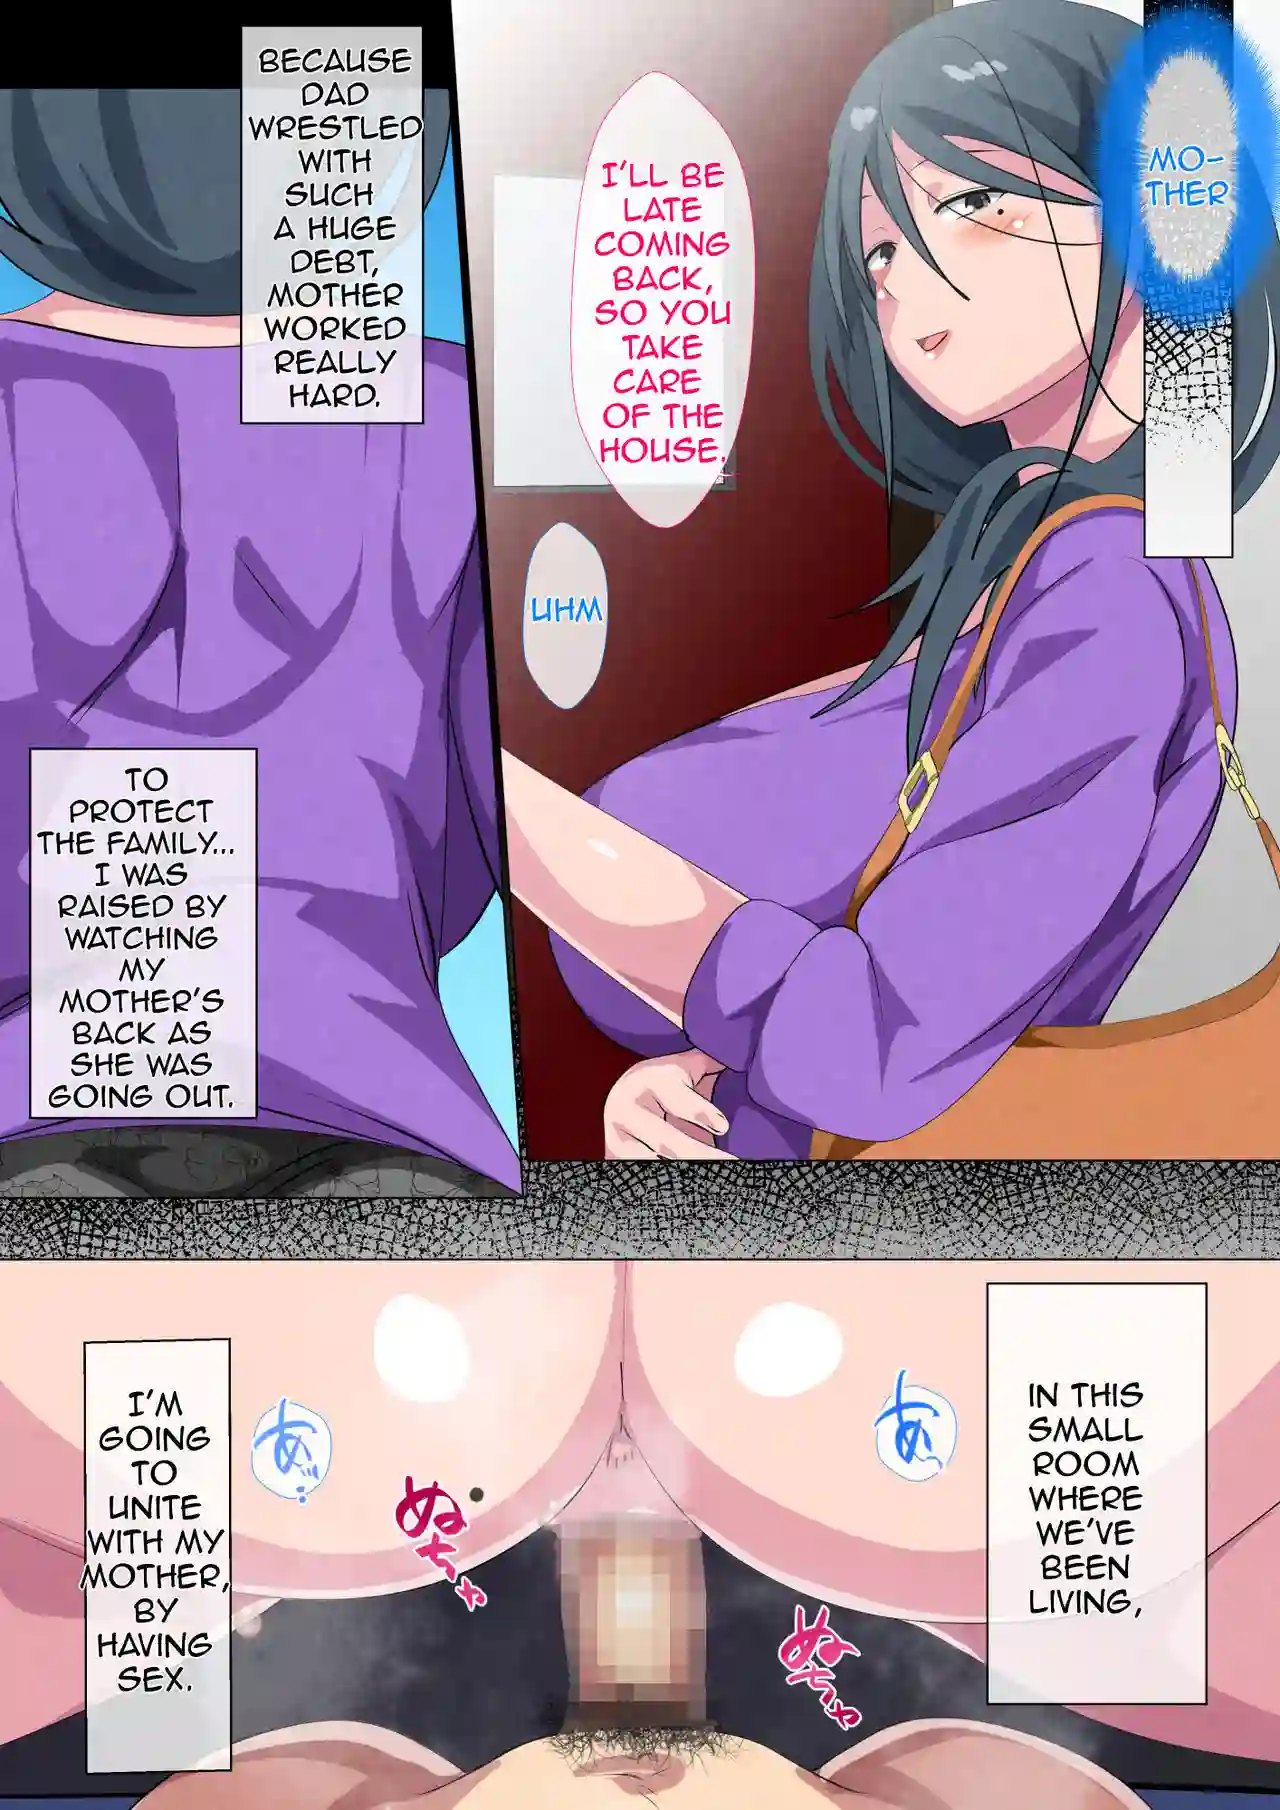 MO-
THER
I'LL BE
LATE
COMING
BACK,
SO YOU
TAKE
CARE
OF THE
HOUSE.
UHM
BECAUSE
DAD
WRESTLED
WITH
SUCH
A HUGE
DEBT,
MOTHER
WORKED
REALLY
HARD.
TO
PROTECT
THE FAMILY...
I WAS
RAISED BY
WATCHING
MY
MOTHER'S
BACK AS
SHE WAS
GOING OUT.
IN THIS
SMALL
ROOM
WHERE
WE'VE
BEEN
LIVING,
あっ
ぬちゃ
ぬちゃ
あッ…
I'M
GOING
TO
UNITE
WITH MY
MOTHER,
BY
HAVING
SEX.